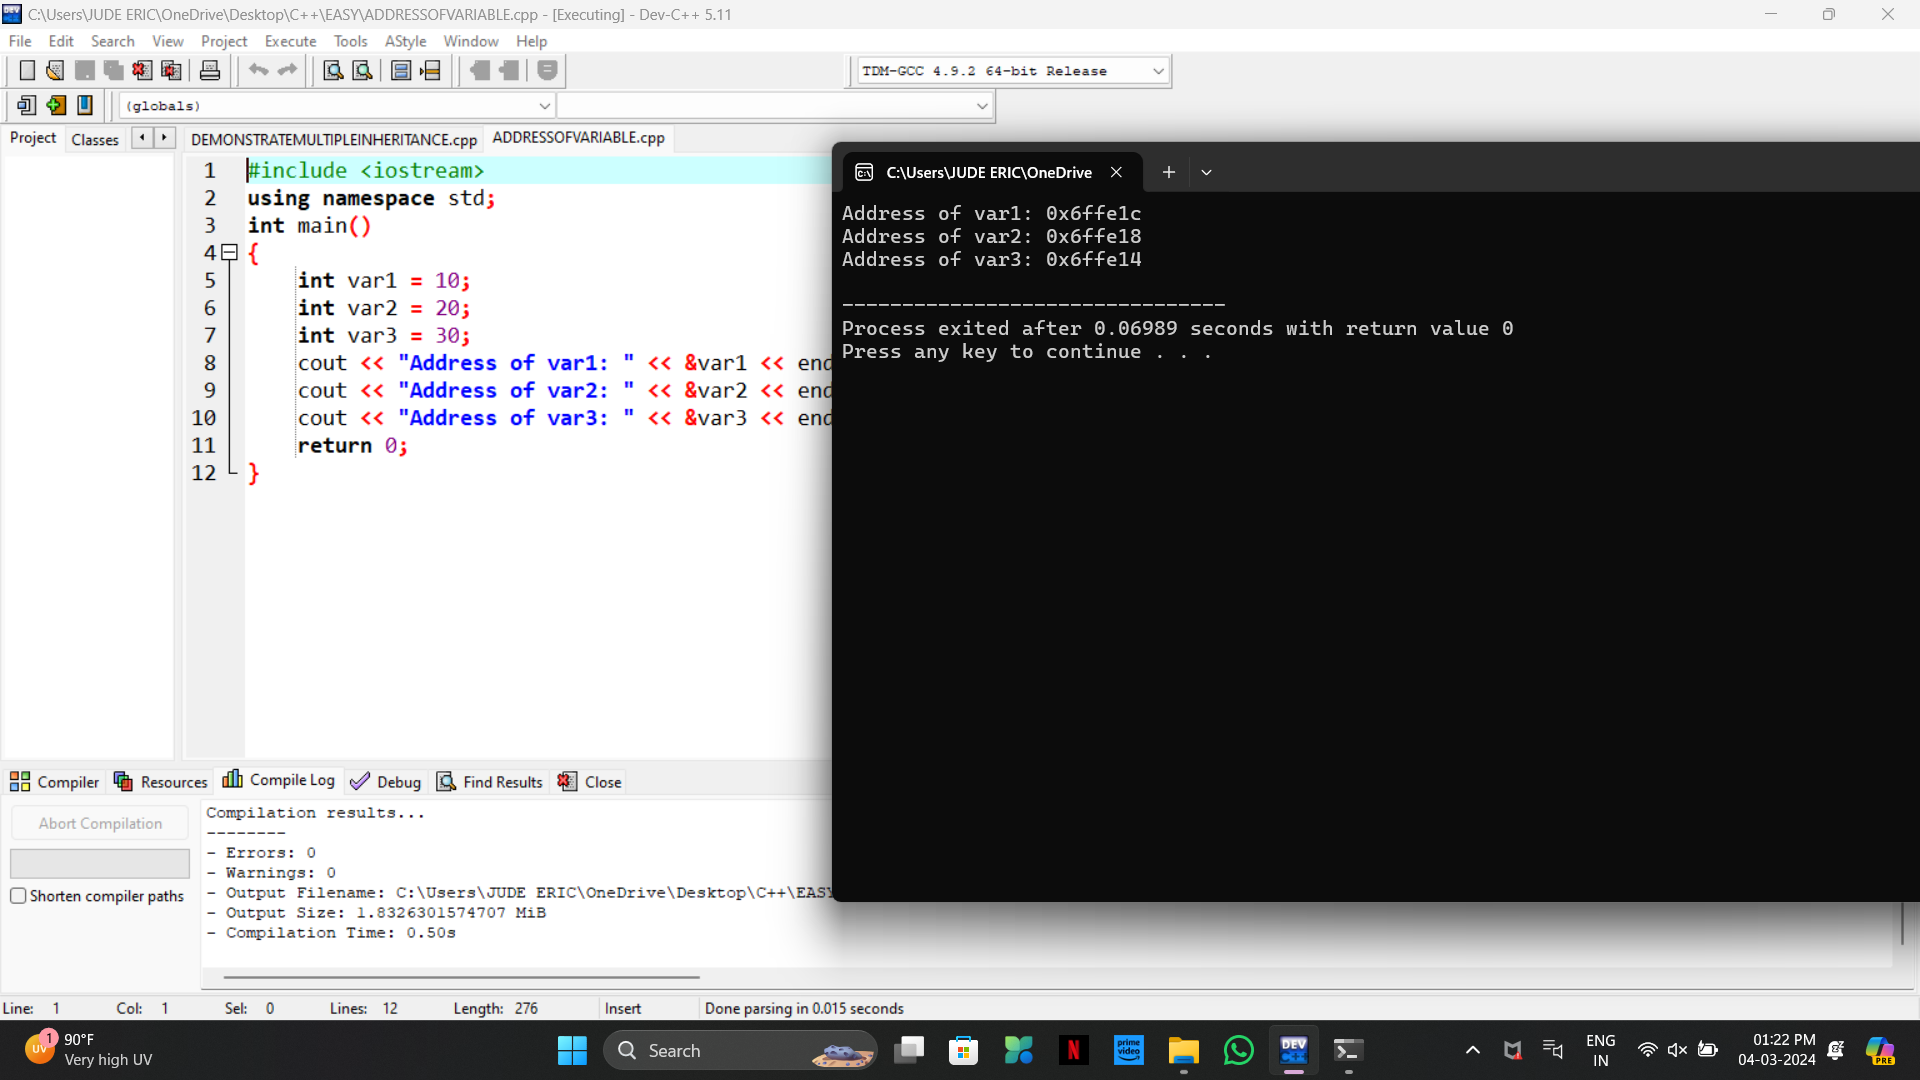 C:\Users\JUDE ERIC\OneDrive\Desktop\C++\EASY\ADDRESSOFVARIABLE.cpp - [Executing] - Dev-C++ 5.11
File Edit Search View Project Execute Tools AStyle Window Help
TDM-GCC 4.9.2 64-bit Release
(globals)
Project Classes DEMONSTRATEMULTIPLEINHERITANCE.cpp ADDRESSOFVARIABLE.cpp
1 #include <iostream>
2 using namespace std;
3 int main()
4 {
5 int var1 = 10;
6 int var2 = 20;
7 int var3 = 30;
8 cout << "Address of var1: " << &var1 << end
9 cout << "Address of var2: " << &var2 << end
10 cout << "Address of var3: " << &var3 << end
11 return 0;
12 }
C:\Users\JUDE ERIC\OneDrive
Address of var1: 0x6ffe1c
Address of var2: 0x6ffe18
Address of var3: 0x6ffe14
--------------------------------
Process exited after 0.06989 seconds with return value 0
Press any key to continue . . .
Compiler Resources Compile Log Debug Find Results Close
Abort Compilation
Shorten compiler paths
Compilation results...
--------
- Errors: 0
- Warnings: 0
- Output Filename: C:\Users\JUDE ERIC\OneDrive\Desktop\C++\EASY
- Output Size: 1.8326301574707 MiB
- Compilation Time: 0.50s
Line: 1 Col: 1 Sel: 0 Lines: 12 Length: 276 Insert Done parsing in 0.015 seconds
UV 1 90°F
Very high UV
Search
prime video
N
DEV C++
ENG
IN
01:22 PM
04-03-2024
PRE